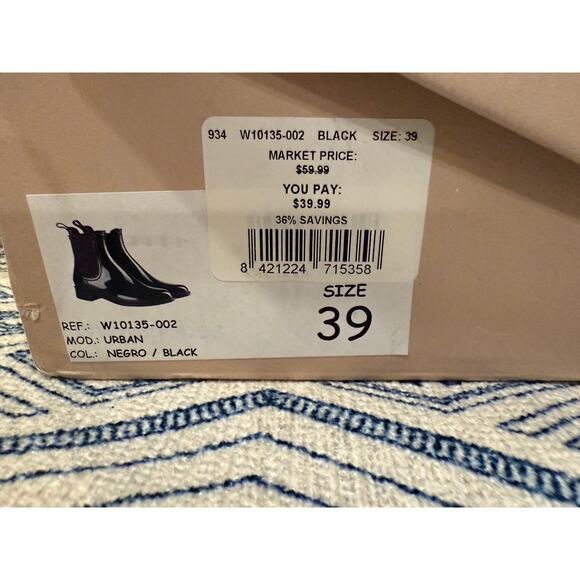 934 W10135-002 BLACK SIZE: 39
MARKET PRICE:
$59.99
YOU PAY:
$39.99
36% SAVINGS
8 421224 715358
SIZE
39
REF.: W10135-002
MOD.: URBAN
COL.: NEGRO / BLACK